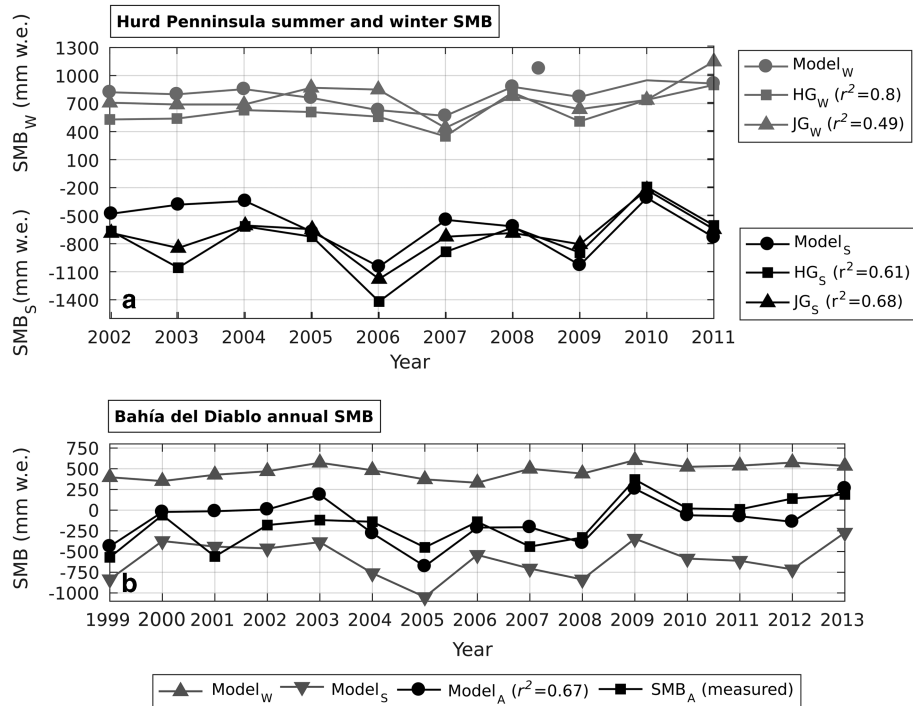 Hurd Penninsula summer and winter SMB
SMB_W (mm w.e.)
SMB_S(mm w.e.)
1300
1000
700
400
100
-200
-500
-800
-1100
-1400
a
2002 2003 2004 2005 2006 2007 2008 2009 2010 2011
Year
Model_W
HG_W (r²=0.8)
JG_W (r²=0.49)
Model_S
HG_S (r²=0.61)
JG_S (r²=0.68)
Bahía del Diablo annual SMB
SMB (mm w.e.)
750
500
250
0
-250
-500
-750
-1000
b
1999 2000 2001 2002 2003 2004 2005 2006 2007 2008 2009 2010 2011 2012 2013
Year
Model_W Model_S Model_A (r²=0.67) SMB_A (measured)